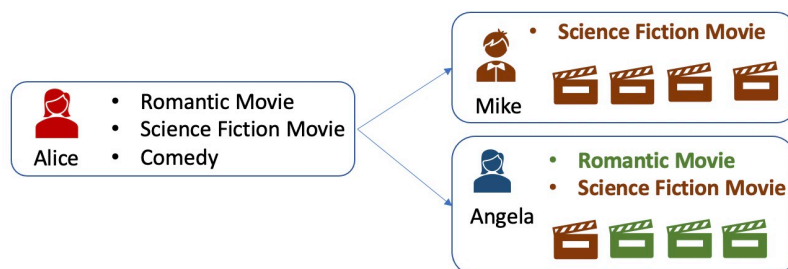 • Romantic Movie
• Science Fiction Movie
• Comedy
Alice
• Science Fiction Movie
Mike
• Romantic Movie
• Science Fiction Movie
Angela